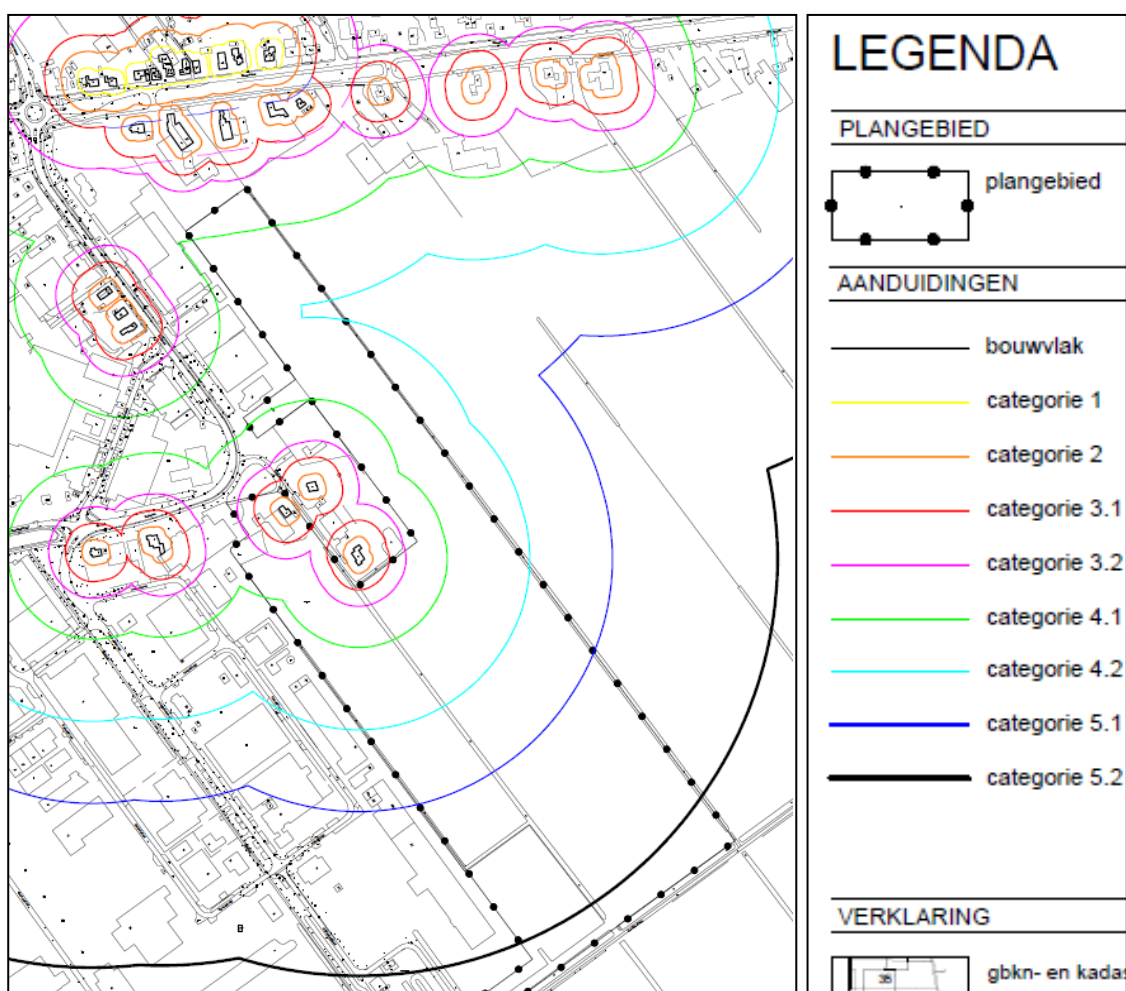 LEGENDA
PLANGEBIED
plangebied
AANDUIDINGEN
bouwvlak
categorie 1
categorie 2
categorie 3.1
categorie 3.2
categorie 4.1
categorie 4.2
categorie 5.1
categorie 5.2
VERKLARING
gbkn- en kadas